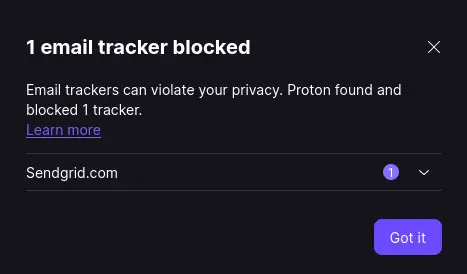 1 email tracker blocked
Email trackers can violate your privacy. Proton found and
blocked 1 tracker.
Learn more
Sendgrid.com 1
Got it